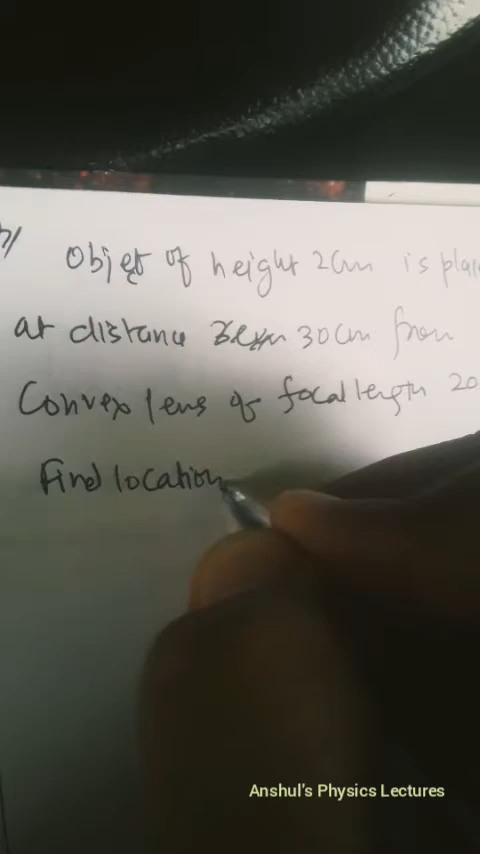 Objet of height 2cm is plac
at distance 30cm from
Convex lens of focal length 20
Find location
Anshul's Physics Lectures